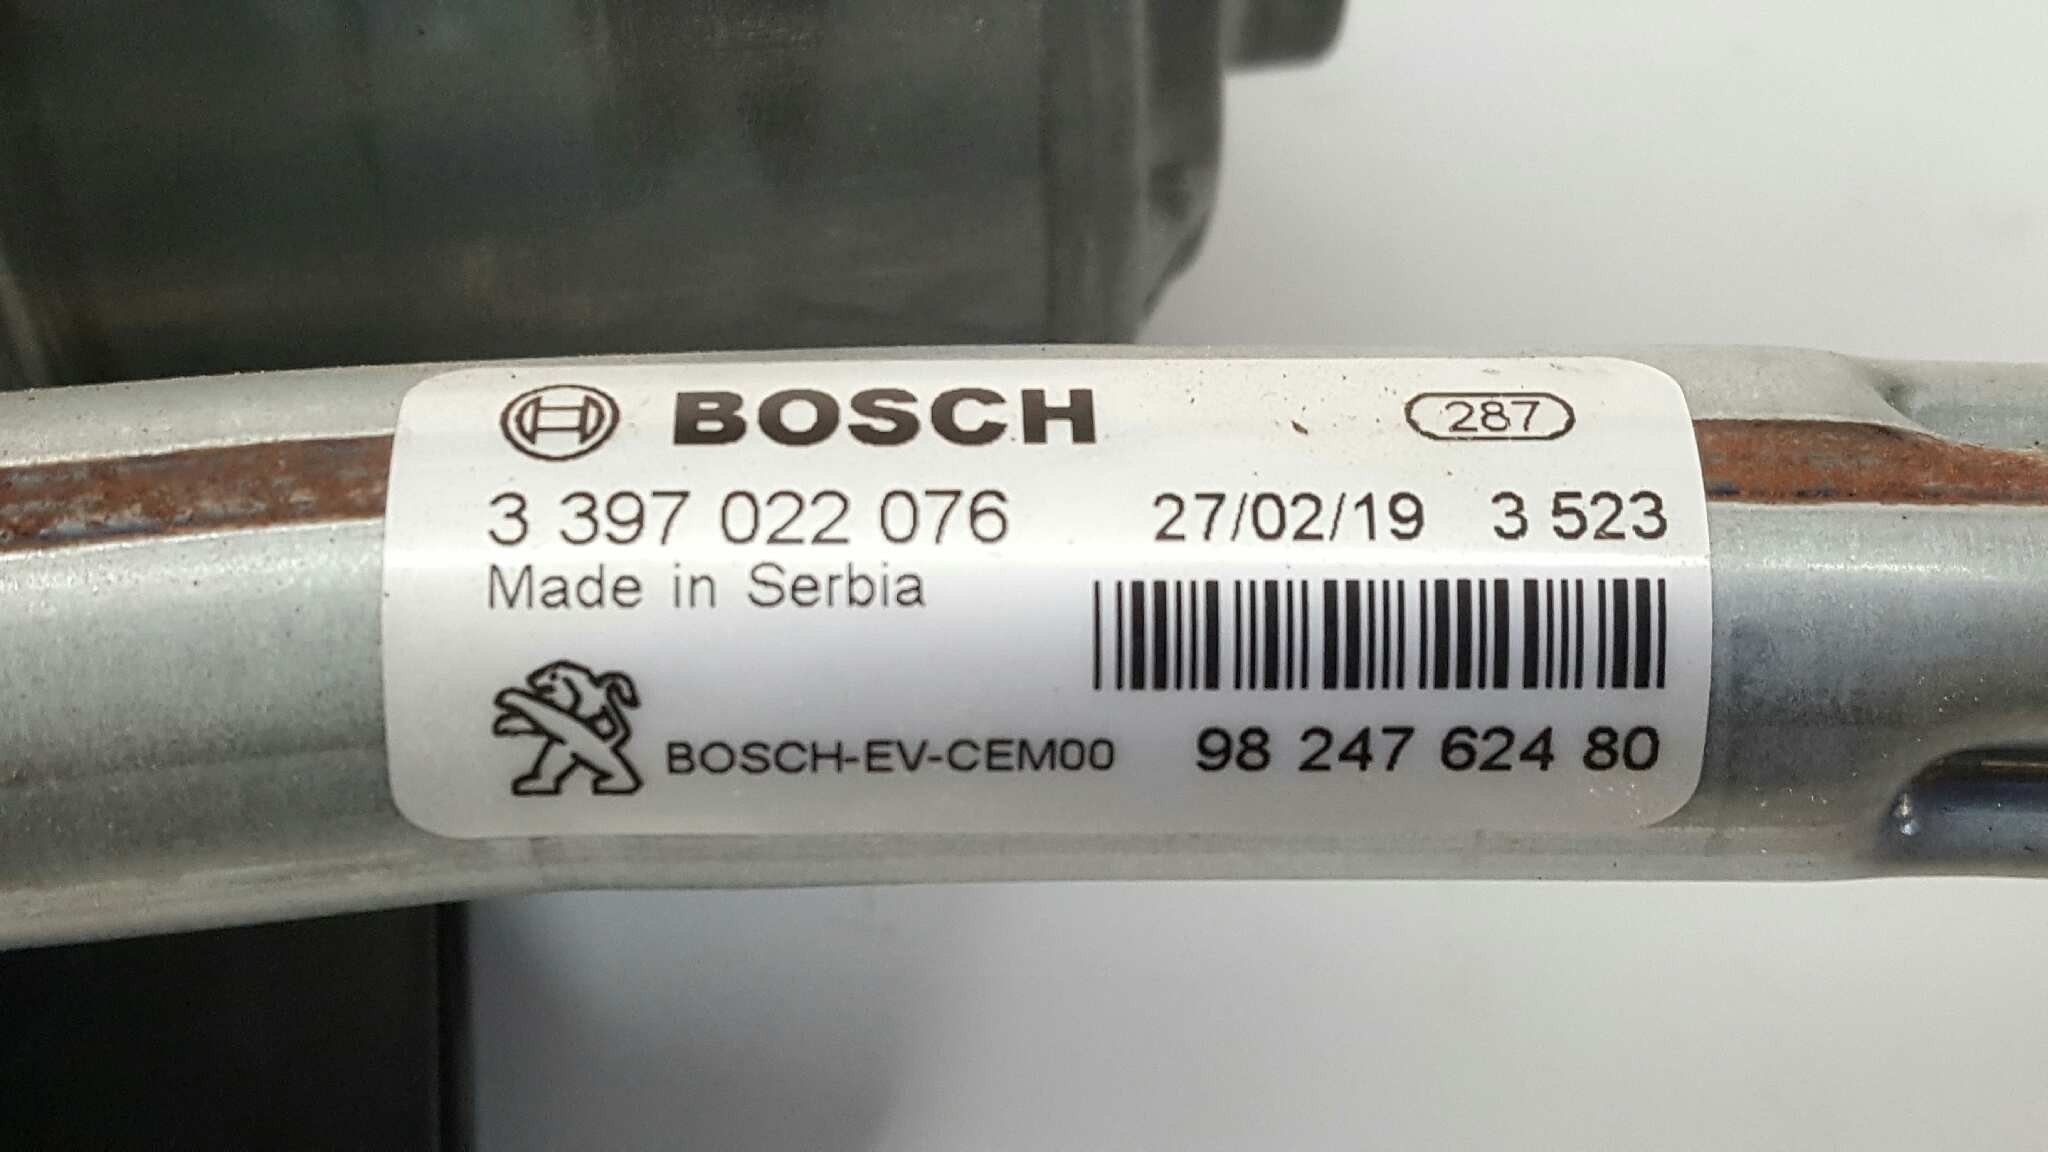 BOSCH 287
3 397 022 076 27/02/19 3 523
Made in Serbia
BOSCH-EV-CEM00 98 247 624 80